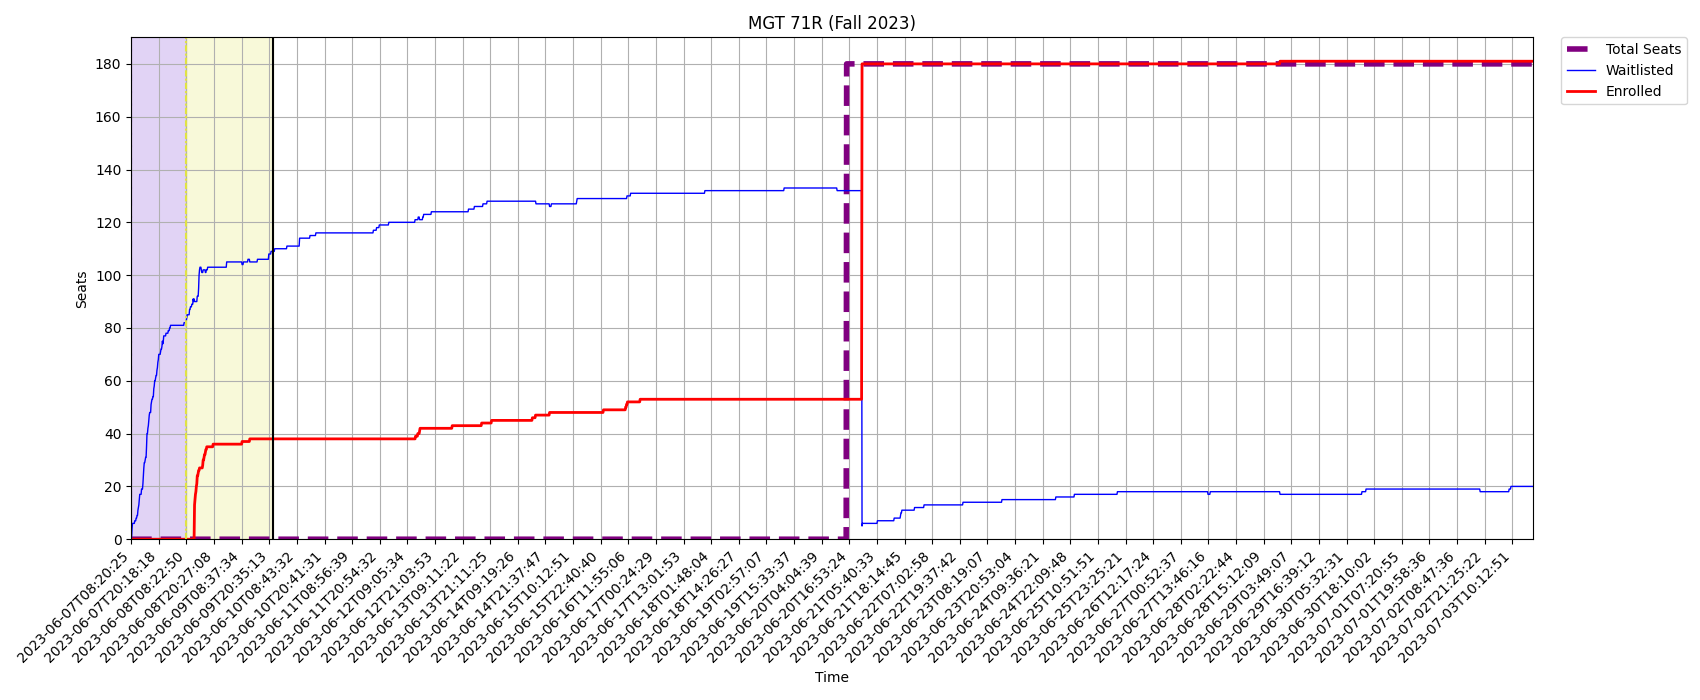 MGT 71R (Fall 2023)
Total Seats
Waitlisted
Enrolled
Seats
180
160
140
120
100
80
60
40
20
0
2023-06-07T08:20:25
2023-06-07T20:18:18
2023-06-08T08:22:50
2023-06-08T20:27:08
2023-06-09T08:37:34
2023-06-09T20:35:13
2023-06-10T08:43:32
2023-06-10T20:41:31
2023-06-11T08:56:39
2023-06-11T20:54:32
2023-06-12T09:05:34
2023-06-12T21:03:53
2023-06-13T09:11:22
2023-06-13T21:11:25
2023-06-14T09:19:26
2023-06-14T21:37:47
2023-06-15T10:12:51
2023-06-15T22:40:40
2023-06-16T11:55:06
2023-06-17T00:24:29
2023-06-17T13:01:53
2023-06-18T01:48:04
2023-06-18T14:26:27
2023-06-19T02:57:07
2023-06-19T15:33:37
2023-06-20T04:04:39
2023-06-20T16:53:24
2023-06-21T05:40:33
2023-06-21T18:14:45
2023-06-22T07:02:58
2023-06-22T19:37:42
2023-06-23T08:19:07
2023-06-23T20:53:04
2023-06-24T09:36:21
2023-06-24T22:09:48
2023-06-25T10:51:51
2023-06-25T23:25:21
2023-06-26T12:17:24
2023-06-27T00:52:37
2023-06-27T13:46:16
2023-06-28T02:22:44
2023-06-28T15:12:09
2023-06-29T03:49:07
2023-06-29T16:39:12
2023-06-30T05:32:31
2023-06-30T18:10:02
2023-07-01T07:20:55
2023-07-01T19:58:36
2023-07-02T08:47:36
2023-07-02T21:25:22
2023-07-03T10:12:51
Time